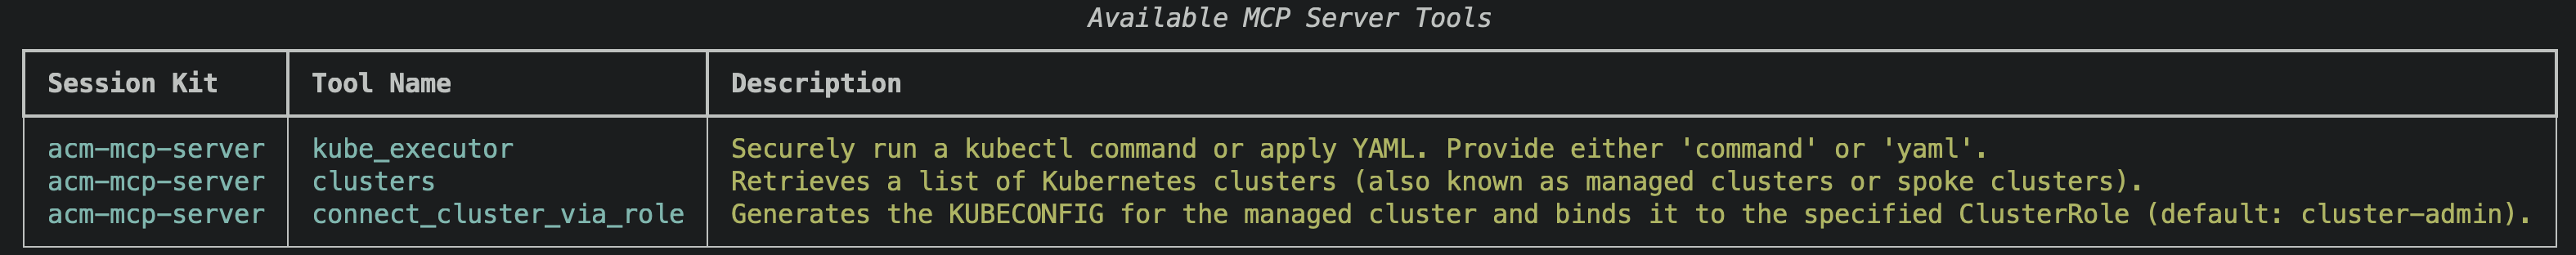 Available MCP Server Tools
Session Kit Tool Name Description
acm-mcp-server kube_executor Securely run a kubectl command or apply YAML. Provide either 'command' or 'yaml'.
acm-mcp-server clusters Retrieves a list of Kubernetes clusters (also known as managed clusters or spoke clusters).
acm-mcp-server connect_cluster_via_role Generates the KUBECONFIG for the managed cluster and binds it to the specified ClusterRole (default: cluster-admin).